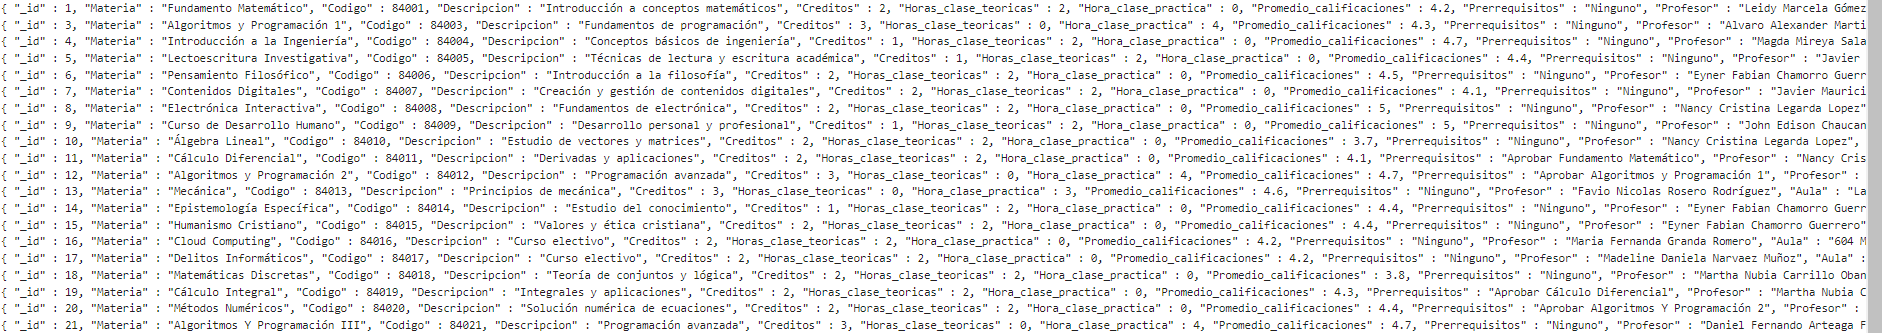 { "_id" : 1, "Materia" : "Fundamento Matemático", "Codigo" : 84001, "Descripcion" : "Introducción a conceptos matemáticos", "Creditos" : 2, "Horas_clase_teoricas" : 2, "Hora_clase_practica" : 0, "Promedio_calificaciones" : 4.2, "Prerrequisitos" : "Ninguno", "Profesor" : "Leidy Marcela Gómez
{ "_id" : 3, "Materia" : "Algoritmos y Programación 1", "Codigo" : 84003, "Descripcion" : "Fundamentos de programación", "Creditos" : 3, "Horas_clase_teoricas" : 0, "Hora_clase_practica" : 4, "Promedio_calificaciones" : 4.3, "Prerrequisitos" : "Ninguno", "Profesor" : "Alvaro Alexander Marti
{ "_id" : 4, "Materia" : "Introducción a la Ingeniería", "Codigo" : 84004, "Descripcion" : "Conceptos básicos de ingeniería", "Creditos" : 1, "Horas_clase_teoricas" : 2, "Hora_clase_practica" : 0, "Promedio_calificaciones" : 4.7, "Prerrequisitos" : "Ninguno", "Profesor" : "Magda Mireya Sala
{ "_id" : 5, "Materia" : "Lectoescritura Investigativa", "Codigo" : 84005, "Descripcion" : "Técnicas de lectura y escritura académica", "Creditos" : 1, "Horas_clase_teoricas" : 2, "Hora_clase_practica" : 0, "Promedio_calificaciones" : 4.4, "Prerrequisitos" : "Ninguno", "Profesor" : "Javier
{ "_id" : 6, "Materia" : "Pensamiento Filosófico", "Codigo" : 84006, "Descripcion" : "Introducción a la filosofía", "Creditos" : 2, "Horas_clase_teoricas" : 2, "Hora_clase_practica" : 0, "Promedio_calificaciones" : 4.5, "Prerrequisitos" : "Ninguno", "Profesor" : "Eyner Fabian Chamorro Guerr
{ "_id" : 7, "Materia" : "Contenidos Digitales", "Codigo" : 84007, "Descripcion" : "Creación y gestión de contenidos digitales", "Creditos" : 2, "Horas_clase_teoricas" : 2, "Hora_clase_practica" : 0, "Promedio_calificaciones" : 4.1, "Prerrequisitos" : "Ninguno", "Profesor" : "Javier Maurici
{ "_id" : 8, "Materia" : "Electrónica Interactiva", "Codigo" : 84008, "Descripcion" : "Fundamentos de electrónica", "Creditos" : 2, "Horas_clase_teoricas" : 2, "Hora_clase_practica" : 0, "Promedio_calificaciones" : 5, "Prerrequisitos" : "Ninguno", "Profesor" : "Nancy Cristina Legarda Lopez"
{ "_id" : 9, "Materia" : "Curso de Desarrollo Humano", "Codigo" : 84009, "Descripcion" : "Desarrollo personal y profesional", "Creditos" : 1, "Horas_clase_teoricas" : 2, "Hora_clase_practica" : 0, "Promedio_calificaciones" : 5, "Prerrequisitos" : "Ninguno", "Profesor" : "John Edison Chaucan
{ "_id" : 10, "Materia" : "Álgebra Lineal", "Codigo" : 84010, "Descripcion" : "Estudio de vectores y matrices", "Creditos" : 2, "Horas_clase_teoricas" : 2, "Hora_clase_practica" : 0, "Promedio_calificaciones" : 3.7, "Prerrequisitos" : "Ninguno", "Profesor" : "Nancy Cristina Legarda Lopez",
{ "_id" : 11, "Materia" : "Cálculo Diferencial", "Codigo" : 84011, "Descripcion" : "Derivadas y aplicaciones", "Creditos" : 2, "Horas_clase_teoricas" : 2, "Hora_clase_practica" : 0, "Promedio_calificaciones" : 4.1, "Prerrequisitos" : "Aprobar Fundamento Matemático", "Profesor" : "Nancy Cris
{ "_id" : 12, "Materia" : "Algoritmos y Programación 2", "Codigo" : 84012, "Descripcion" : "Programación avanzada", "Creditos" : 3, "Horas_clase_teoricas" : 0, "Hora_clase_practica" : 4, "Promedio_calificaciones" : 4.7, "Prerrequisitos" : "Aprobar Algoritmos y Programación 1", "Profesor" :
{ "_id" : 13, "Materia" : "Mecánica", "Codigo" : 84013, "Descripcion" : "Principios de mecánica", "Creditos" : 3, "Horas_clase_teoricas" : 0, "Hora_clase_practica" : 3, "Promedio_calificaciones" : 4.6, "Prerrequisitos" : "Ninguno", "Profesor" : "Favio Nicolas Rosero Rodríguez", "Aula" : "La
{ "_id" : 14, "Materia" : "Epistemología Específica", "Codigo" : 84014, "Descripcion" : "Estudio del conocimiento", "Creditos" : 1, "Horas_clase_teoricas" : 2, "Hora_clase_practica" : 0, "Promedio_calificaciones" : 4.4, "Prerrequisitos" : "Ninguno", "Profesor" : "Eyner Fabian Chamorro Guerr
{ "_id" : 15, "Materia" : "Humanismo Cristiano", "Codigo" : 84015, "Descripcion" : "Valores y ética cristiana", "Creditos" : 2, "Horas_clase_teoricas" : 2, "Hora_clase_practica" : 0, "Promedio_calificaciones" : 4.4, "Prerrequisitos" : "Ninguno", "Profesor" : "Eyner Fabian Chamorro Guerrero"
{ "_id" : 16, "Materia" : "Cloud Computing", "Codigo" : 84016, "Descripcion" : "Curso electivo", "Creditos" : 2, "Horas_clase_teoricas" : 2, "Hora_clase_practica" : 0, "Promedio_calificaciones" : 4.2, "Prerrequisitos" : "Ninguno", "Profesor" : "Maria Fernanda Granda Romero", "Aula" : "604 M
{ "_id" : 17, "Materia" : "Delitos Informáticos", "Codigo" : 84017, "Descripcion" : "Curso electivo", "Creditos" : 2, "Horas_clase_teoricas" : 2, "Hora_clase_practica" : 0, "Promedio_calificaciones" : 4.2, "Prerrequisitos" : "Ninguno", "Profesor" : "Madeline Daniela Narvaez Muñoz", "Aula" :
{ "_id" : 18, "Materia" : "Matemáticas Discretas", "Codigo" : 84018, "Descripcion" : "Teoría de conjuntos y lógica", "Creditos" : 2, "Horas_clase_teoricas" : 2, "Hora_clase_practica" : 0, "Promedio_calificaciones" : 3.8, "Prerrequisitos" : "Ninguno", "Profesor" : "Martha Nubia Carrillo Oban
{ "_id" : 19, "Materia" : "Cálculo Integral", "Codigo" : 84019, "Descripcion" : "Integrales y aplicaciones", "Creditos" : 2, "Horas_clase_teoricas" : 2, "Hora_clase_practica" : 0, "Promedio_calificaciones" : 4.3, "Prerrequisitos" : "Aprobar Cálculo Diferencial", "Profesor" : "Martha Nubia C
{ "_id" : 20, "Materia" : "Métodos Numéricos", "Codigo" : 84020, "Descripcion" : "Solución numérica de ecuaciones", "Creditos" : 2, "Horas_clase_teoricas" : 2, "Hora_clase_practica" : 0, "Promedio_calificaciones" : 4.4, "Prerrequisitos" : "Aprobar Algoritmos Y Programación 2", "Profesor" :
{ "_id" : 21, "Materia" : "Algoritmos Y Programación III", "Codigo" : 84021, "Descripcion" : "Programación avanzada", "Creditos" : 3, "Horas_clase_teoricas" : 0, "Hora_clase_practica" : 4, "Promedio_calificaciones" : 4.7, "Prerrequisitos" : "Ninguno", "Profesor" : "Daniel Fernando Arteaga F